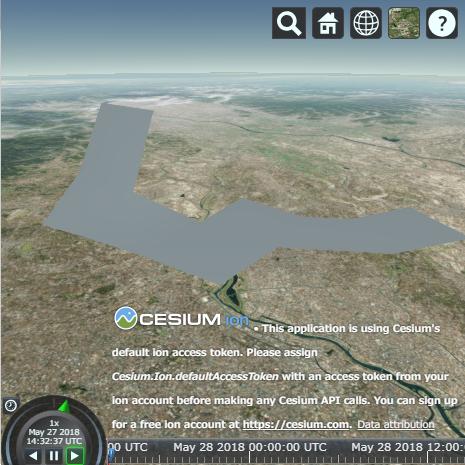 CESIUM ion • This application is using Cesium's
default ion access token. Please assign
Cesium.Ion.defaultAccessToken with an access token from your
ion account before making any Cesium API calls. You can sign up
for a free ion account at https://cesium.com. Data attribution
1x
May 27 2018
14:32:37 UTC
00 UTC May 28 2018 00:00:00 UTC May 28 2018 12:00: